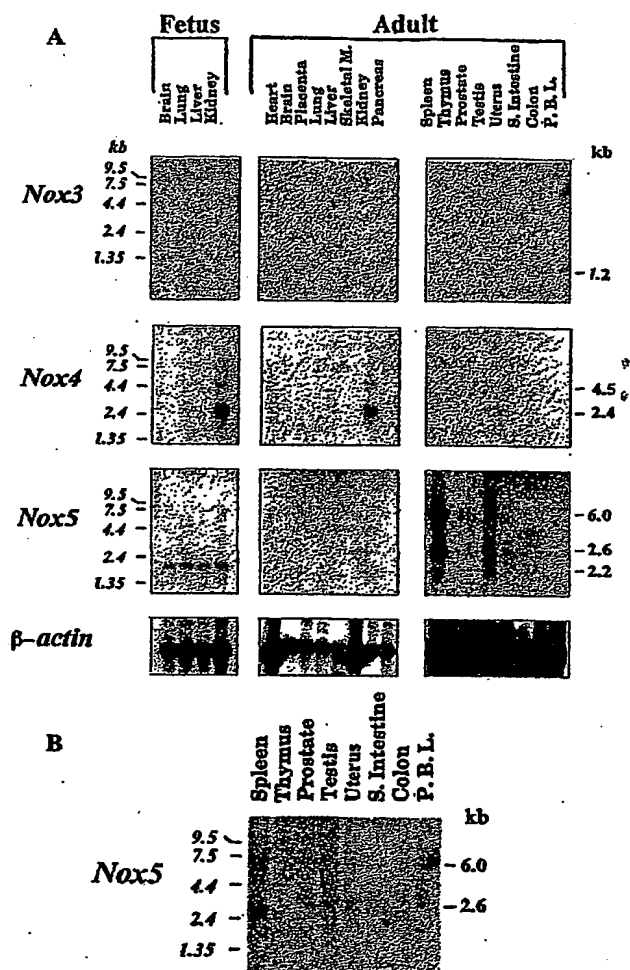 A
Fetus
Adult
Brain
Lung
Liver
Kidney
Heart
Brain
Placenta
Lung
Liver
Skeletal M.
Kidney
Pancreas
Spleen
Thymus
Prostate
Testis
Uterus
S. Intestine
Colon
P. B. L.
kb
kb
Nox3
9.5
7.5
4.4
2.4
1.35
1.2
Nox4
9.5
7.5
4.4
2.4
1.35
4.5
2.4
Nox5
9.5
7.5
4.4
2.4
1.35
6.0
2.6
2.2
β-actin
B
Spleen
Thymus
Prostate
Testis
Uterus
S. Intestine
Colon
P. B. L.
kb
Nox5
9.5
7.5
4.4
2.4
1.35
6.0
2.6